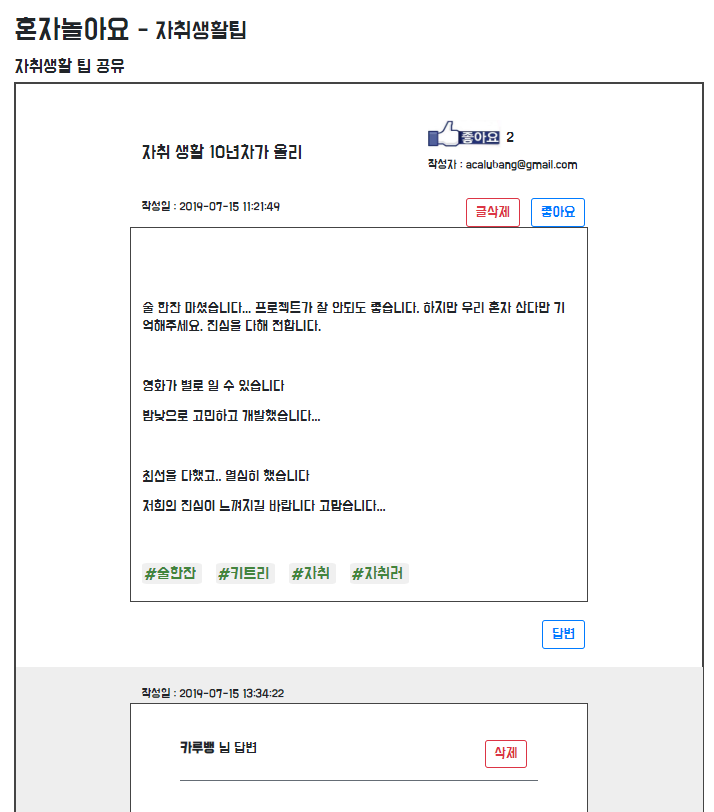 혼자놀아요 - 자취생활팁
자취생활 팁 공유
좋아요 2
자취 생활 10년차가 올리
작성자 : acalubang@gmail.com
작성일 : 2019-07-15 11:21:49
글삭제 좋아요
술 한잔 마셨습니다... 프로젝트가 잘 안되도 좋습니다. 하지만 우리 혼자 산다만 기
억해주세요. 진심을 다해 전합니다.
영화가 별로 일 수 있습니다
밤낮으로 고민하고 개발했습니다...
최선을 다했고.. 열심히 했습니다
저희의 진심이 느껴지길 바랍니다 고맙습니다...
#술한잔 #키트리 #자취 #자취러
답변
작성일 : 2019-07-15 13:34:22
카루뱅 님 답변
삭제